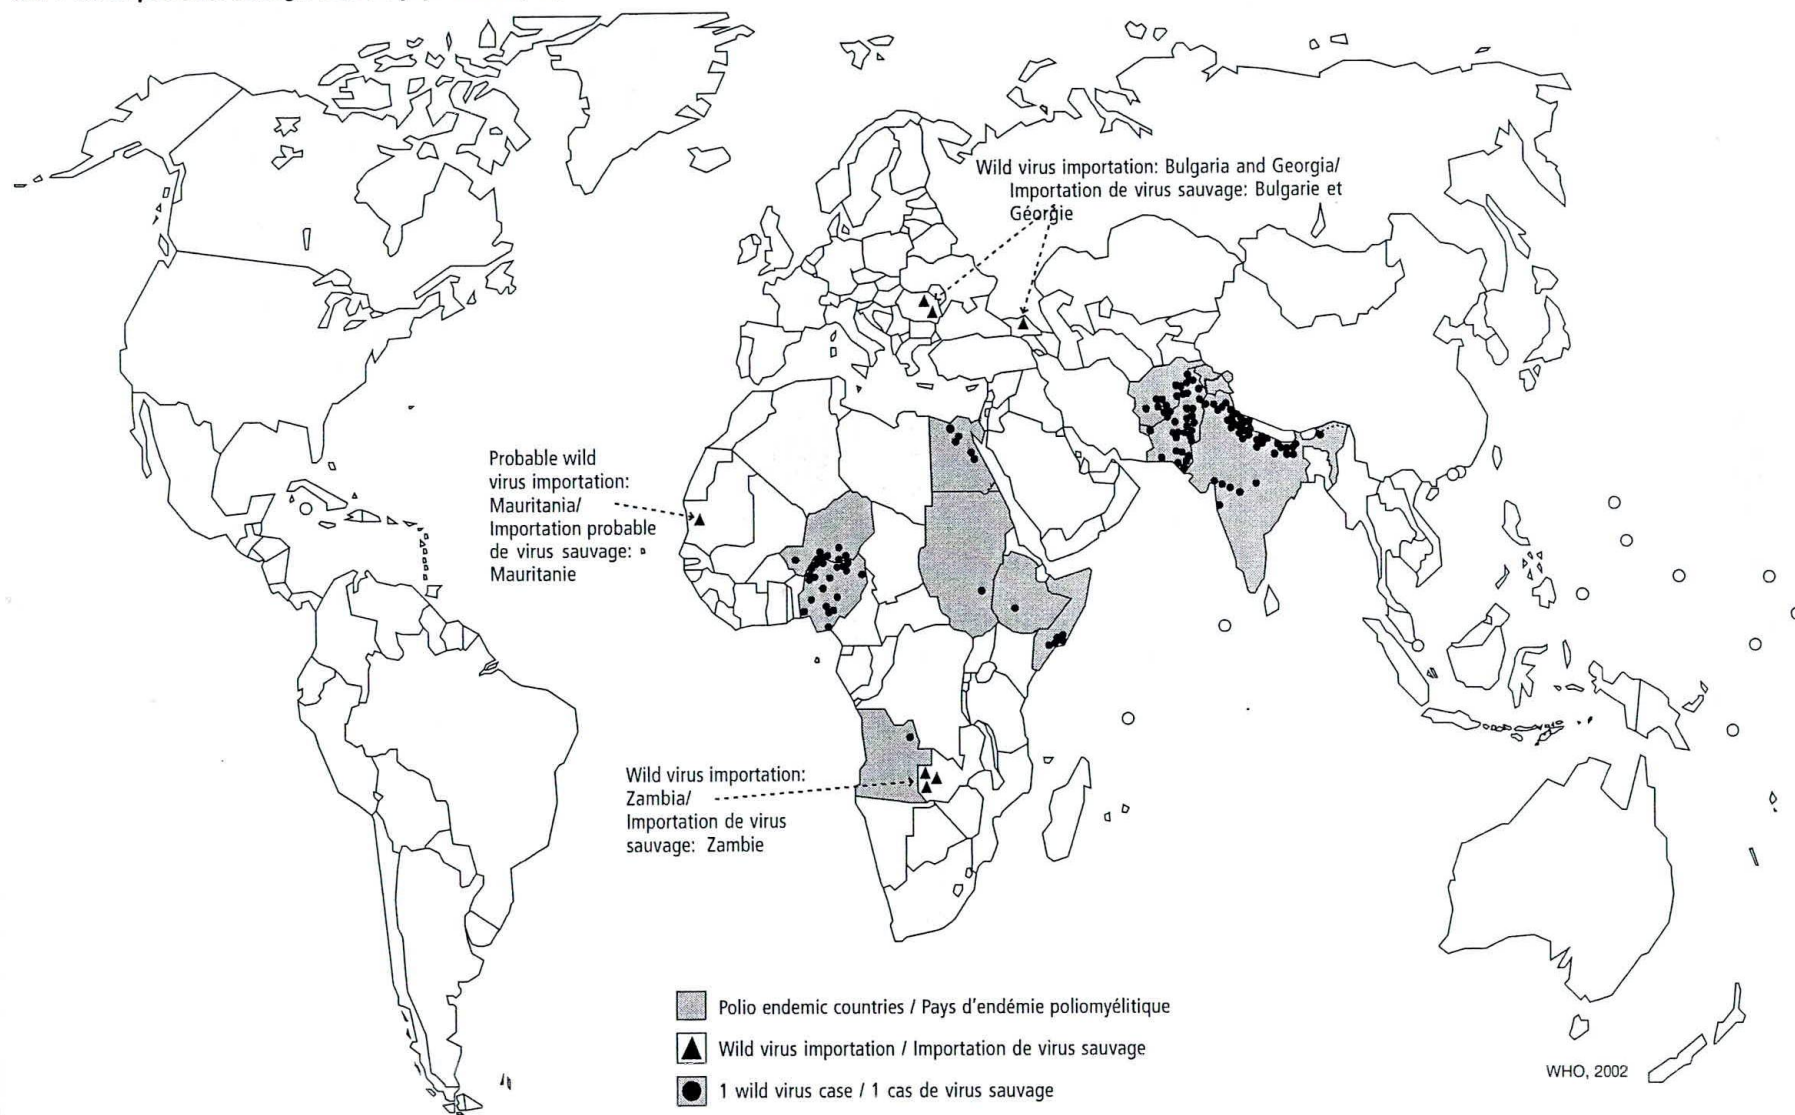 Wild virus importation: Bulgaria and Georgia/
Importation de virus sauvage: Bulgarie et
Géorgie
Probable wild
virus importation:
Mauritania/
Importation probable
de virus sauvage:
Mauritanie
Wild virus importation:
Zambia/
Importation de virus
sauvage: Zambie
Polio endemic countries / Pays d'endémie poliomyélitique
Wild virus importation / Importation de virus sauvage
1 wild virus case / 1 cas de virus sauvage
WHO, 2002